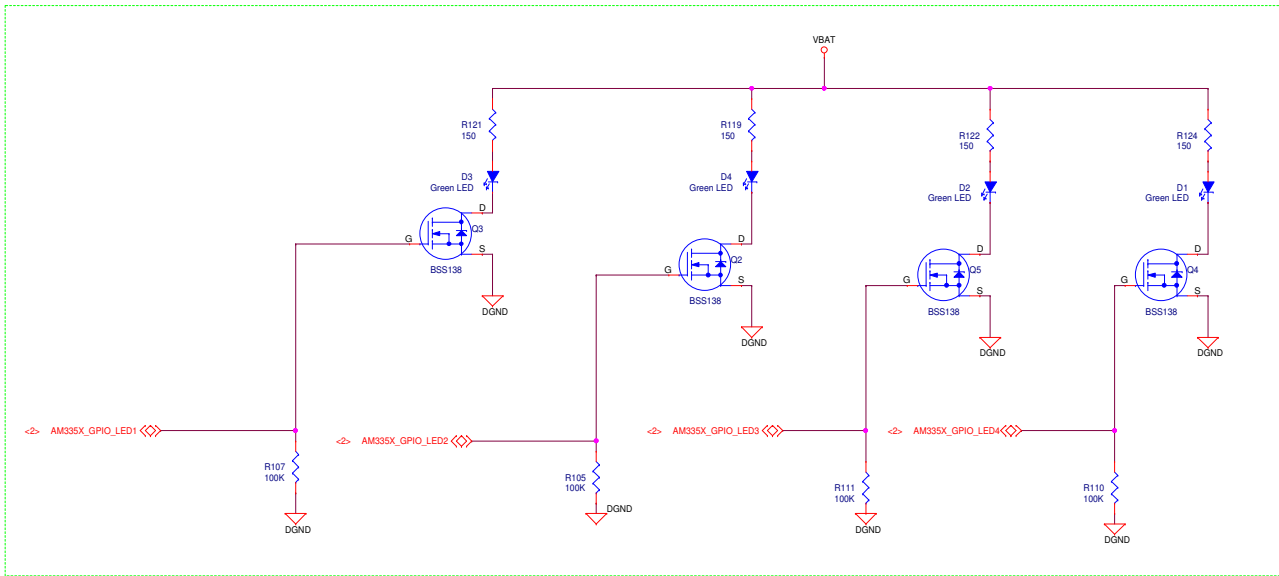 VBAT
R121
150
R119
150
R122
150
R124
150
D3
Green LED
D4
Green LED
D2
Green LED
D1
Green LED
D
G
Q3
S
BSS138
DGND
D
G
Q2
S
BSS138
DGND
D
G
Q5
S
BSS138
DGND
D
G
Q4
S
BSS138
DGND
<2> AM335X_GPIO_LED1
<2> AM335X_GPIO_LED2
<2> AM335X_GPIO_LED3
<2> AM335X_GPIO_LED4
R107
100K
DGND
R105
100K
DGND
R111
100K
DGND
R110
100K
DGND